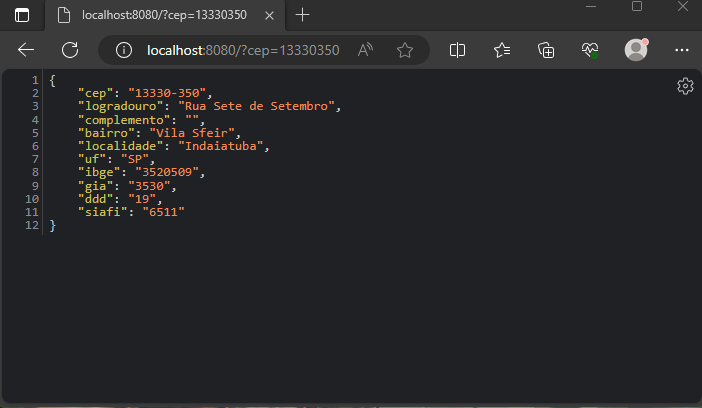 localhost:8080/?cep=13330350
localhost:8080/?cep=13330350
1 {
2 "cep": "13330-350",
3 "logradouro": "Rua Sete de Setembro",
4 "complemento": "",
5 "bairro": "Vila Sfeir",
6 "localidade": "Indaiatuba",
7 "uf": "SP",
8 "ibge": "3520509",
9 "gia": "3530",
10 "ddd": "19",
11 "siafi": "6511"
12 }